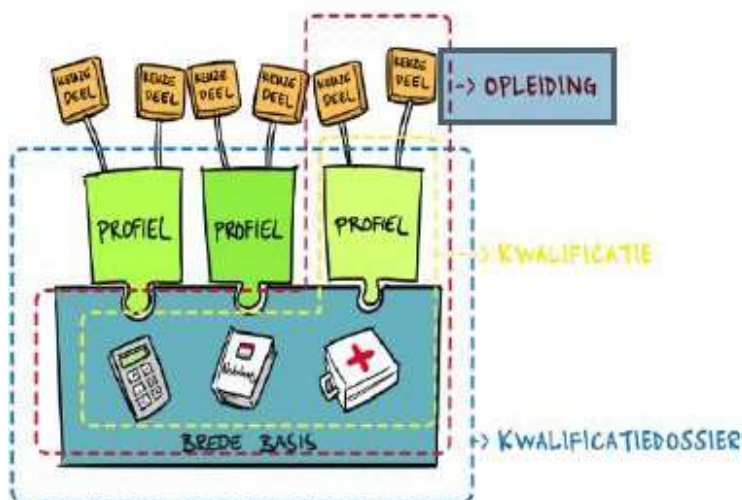 KEUZE
DEEL
KEUZE
DEEL
KEUZE
DEEL
KEUZE
DEEL
KEUZE
DEEL
KEUZE
DEEL
OPLEIDING
PROFIEL
PROFIEL
PROFIEL
KWALIFICATIE
BREDE BASIS
KWALIFICATIEDOSSIER